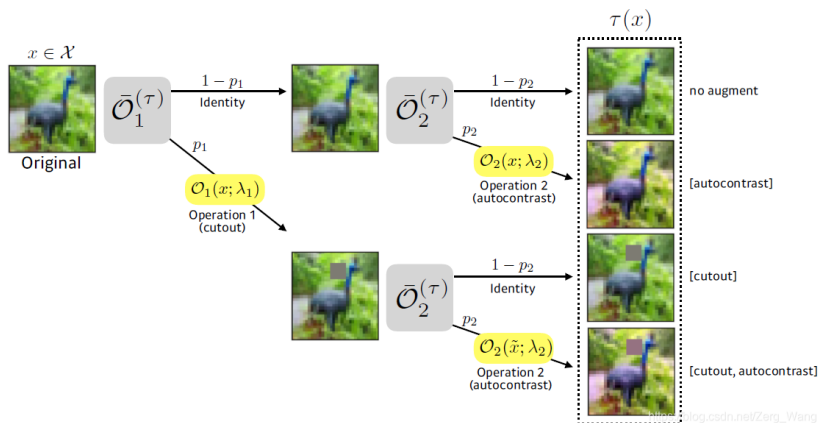 τ(x)
x ∈ 𝒳
Original
Ō₁^(τ)
1 − p₁
Identity
p₁
𝒪₁(x; λ₁)
Operation 1
(cutout)
Ō₂^(τ)
1 − p₂
Identity
p₂
𝒪₂(x; λ₂)
Operation 2
(autocontrast)
no augment
[autocontrast]
Ō₂^(τ)
1 − p₂
Identity
p₂
𝒪₂(x̃; λ₂)
Operation 2
(autocontrast)
[cutout]
[cutout, autocontrast]
https://blog.csdn.net/Zerg_Wang